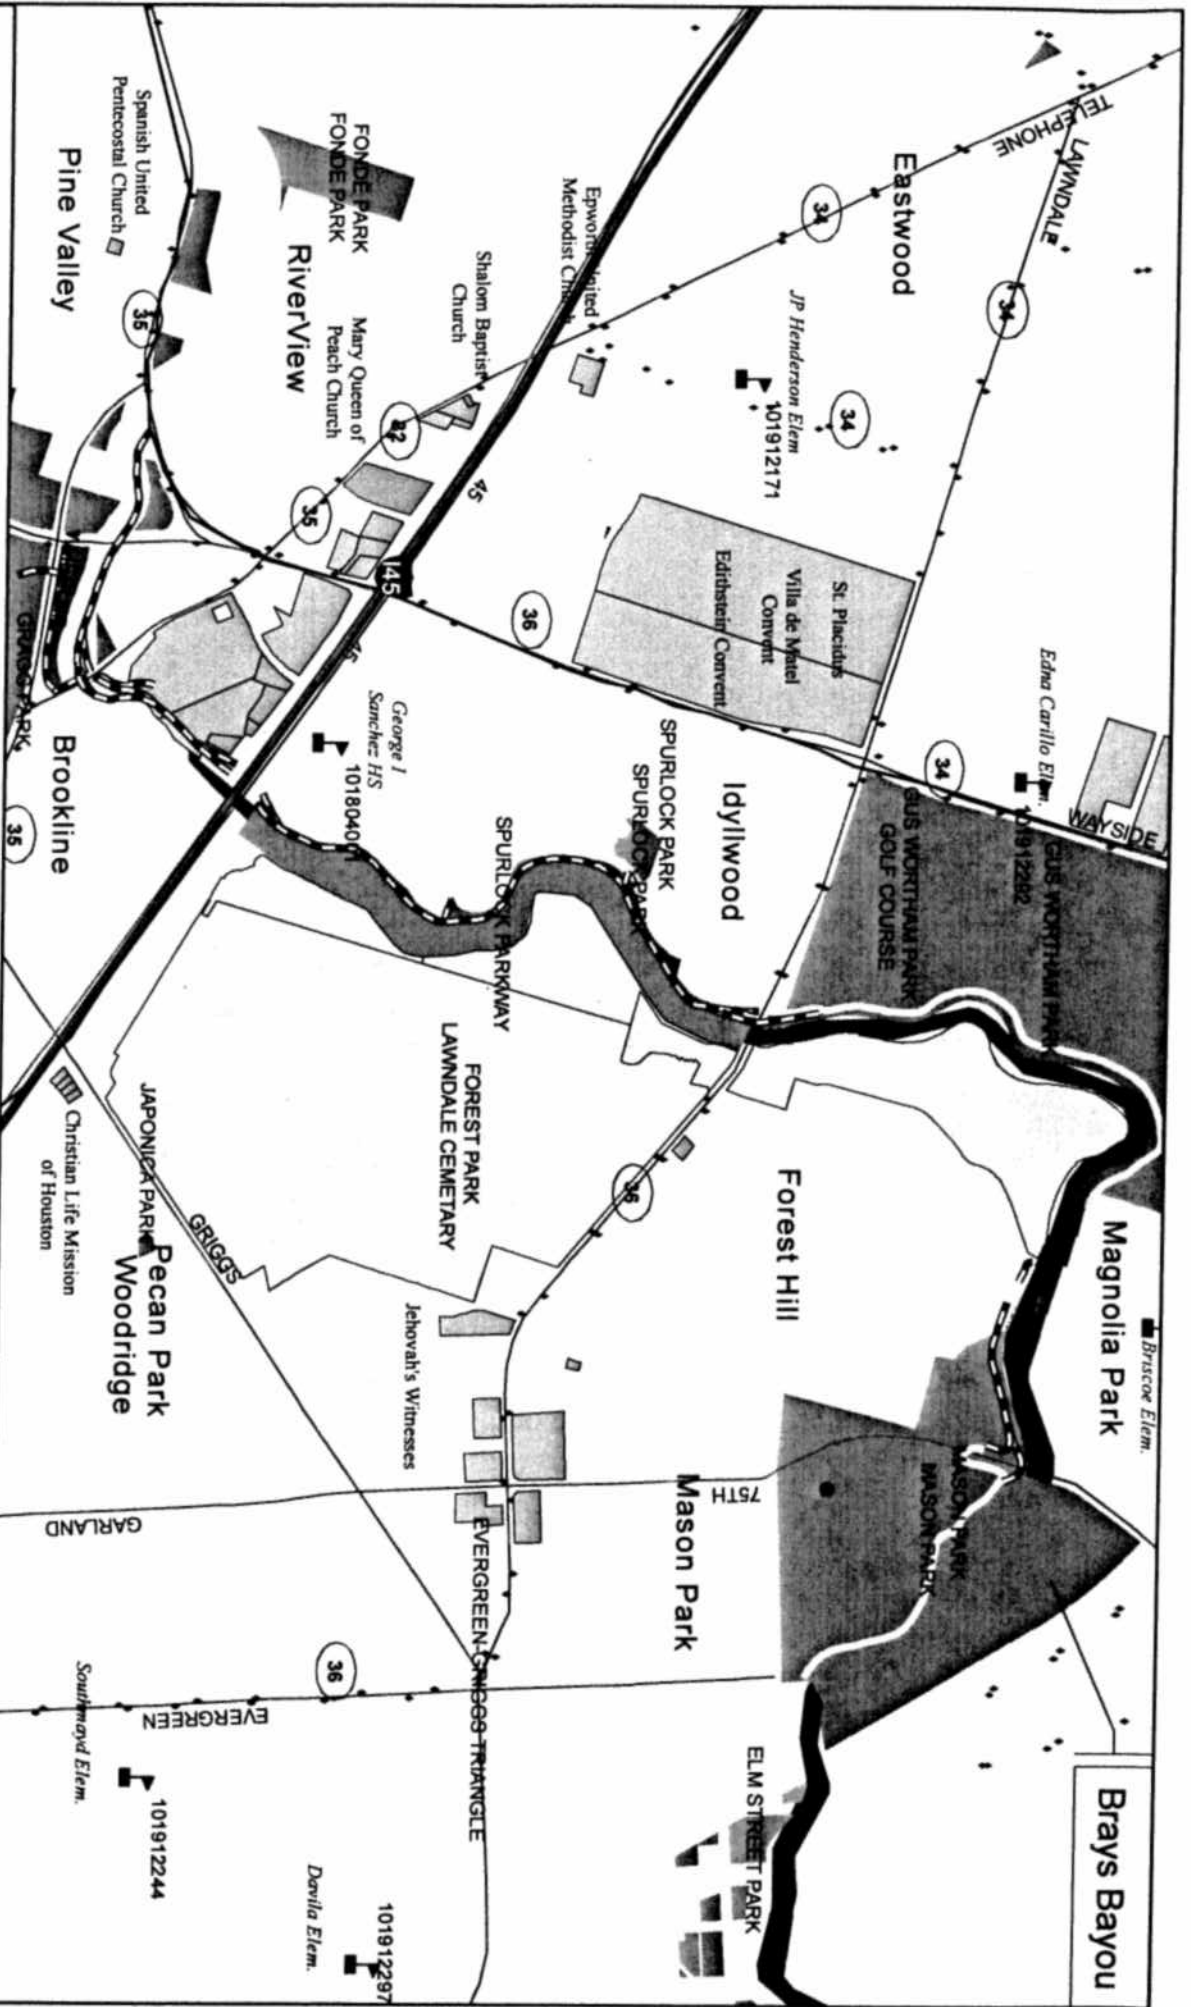 TELEPHONE
LAWNDALE
Eastwood
34
34
34
JP Henderson Elem
101912171
Epworth United
Methodist Church
Spanish United
Pentecostal Church
Pine Valley
FONDE PARK
FONDE PARK
RiverView
Shalom Baptist
Church
Mary Queen of
Peach Church
35
82
35
45
I45
45
36
St. Placidus
Villa de Matel
Convent
Edithstein Convent
Edna Carillo Elem.
101912292
WAYSIDE
34
GUS WORTHAM PARK
GUS WORTHAM PARK
GOLF COURSE
SPURLOCK PARK
SPURLOCK PARK
Idyllwood
George I
Sanchez HS
101804001
GRAGG PARK
Brookline
35
SPURLOCK PARKWAY
FOREST PARK
LAWNDALE CEMETARY
36
Forest Hill
Magnolia Park
Briscoe Elem.
JAPONICA PARK
Christian Life Mission
of Houston
GRIGGS
Pecan Park
Woodridge
Jehovah's Witnesses
GARLAND
75TH
Mason Park
MASON PARK
MASON PARK
EVERGREEN-GRIGGS TRIANGLE
36
EVERGREEN
Southmayd Elem.
101912244
Davila Elem.
101912297
ELM STREET PARK
Brays Bayou